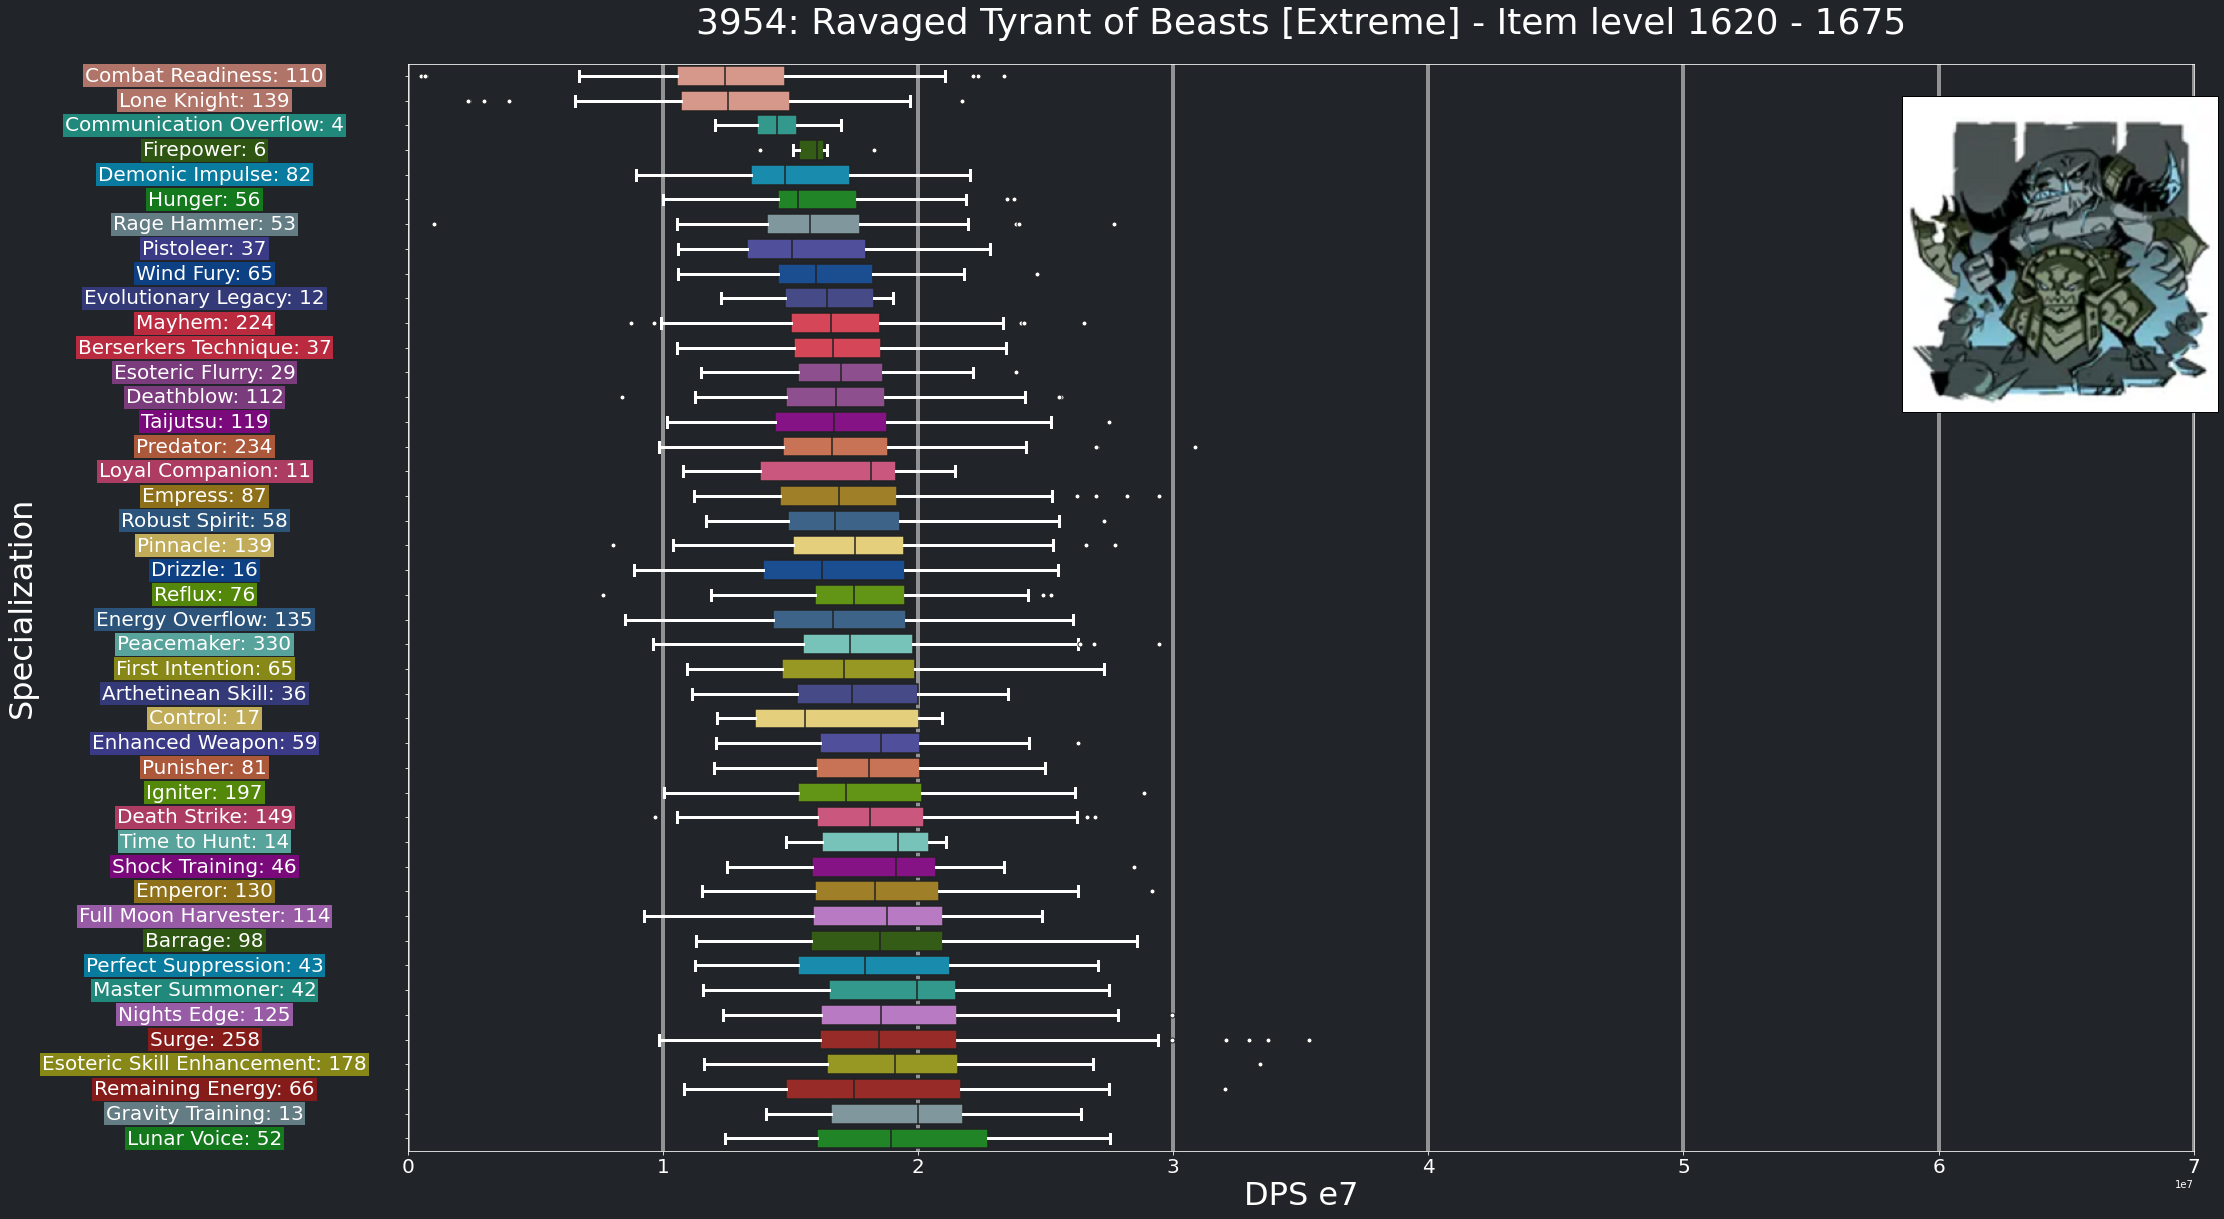 3954: Ravaged Tyrant of Beasts [Extreme] - Item level 1620 - 1675
Combat Readiness: 110
Lone Knight: 139
Communication Overflow: 4
Firepower: 6
Demonic Impulse: 82
Hunger: 56
Rage Hammer: 53
Pistoleer: 37
Wind Fury: 65
Evolutionary Legacy: 12
Mayhem: 224
Berserkers Technique: 37
Esoteric Flurry: 29
Deathblow: 112
Taijutsu: 119
Predator: 234
Loyal Companion: 11
Empress: 87
Robust Spirit: 58
Pinnacle: 139
Drizzle: 16
Reflux: 76
Energy Overflow: 135
Peacemaker: 330
First Intention: 65
Arthetinean Skill: 36
Control: 17
Enhanced Weapon: 59
Punisher: 81
Igniter: 197
Death Strike: 149
Time to Hunt: 14
Shock Training: 46
Emperor: 130
Full Moon Harvester: 114
Barrage: 98
Perfect Suppression: 43
Master Summoner: 42
Nights Edge: 125
Surge: 258
Esoteric Skill Enhancement: 178
Remaining Energy: 66
Gravity Training: 13
Lunar Voice: 52
Specialization
0 1 2 3 4 5 6 7
1e7
DPS e7